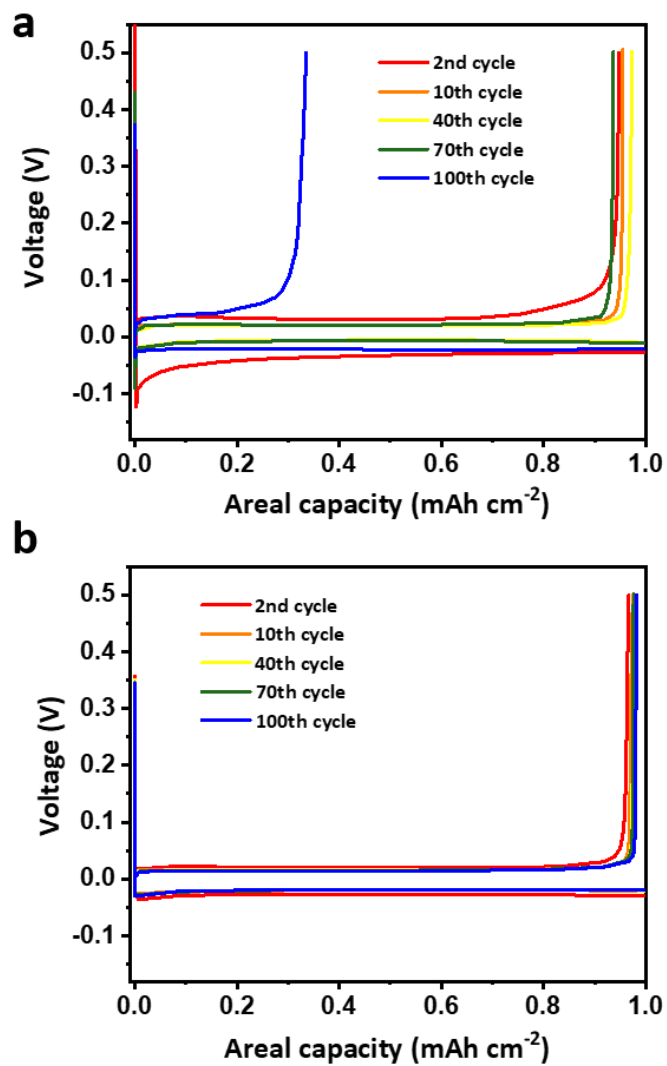 a
0.5
0.4
0.3
0.2
0.1
0.0
-0.1
Voltage (V)
2nd cycle
10th cycle
40th cycle
70th cycle
100th cycle
0.0 0.2 0.4 0.6 0.8 1.0
Areal capacity (mAh cm⁻²)
b
0.5
0.4
0.3
0.2
0.1
0.0
-0.1
Voltage (V)
2nd cycle
10th cycle
40th cycle
70th cycle
100th cycle
0.0 0.2 0.4 0.6 0.8 1.0
Areal capacity (mAh cm⁻²)